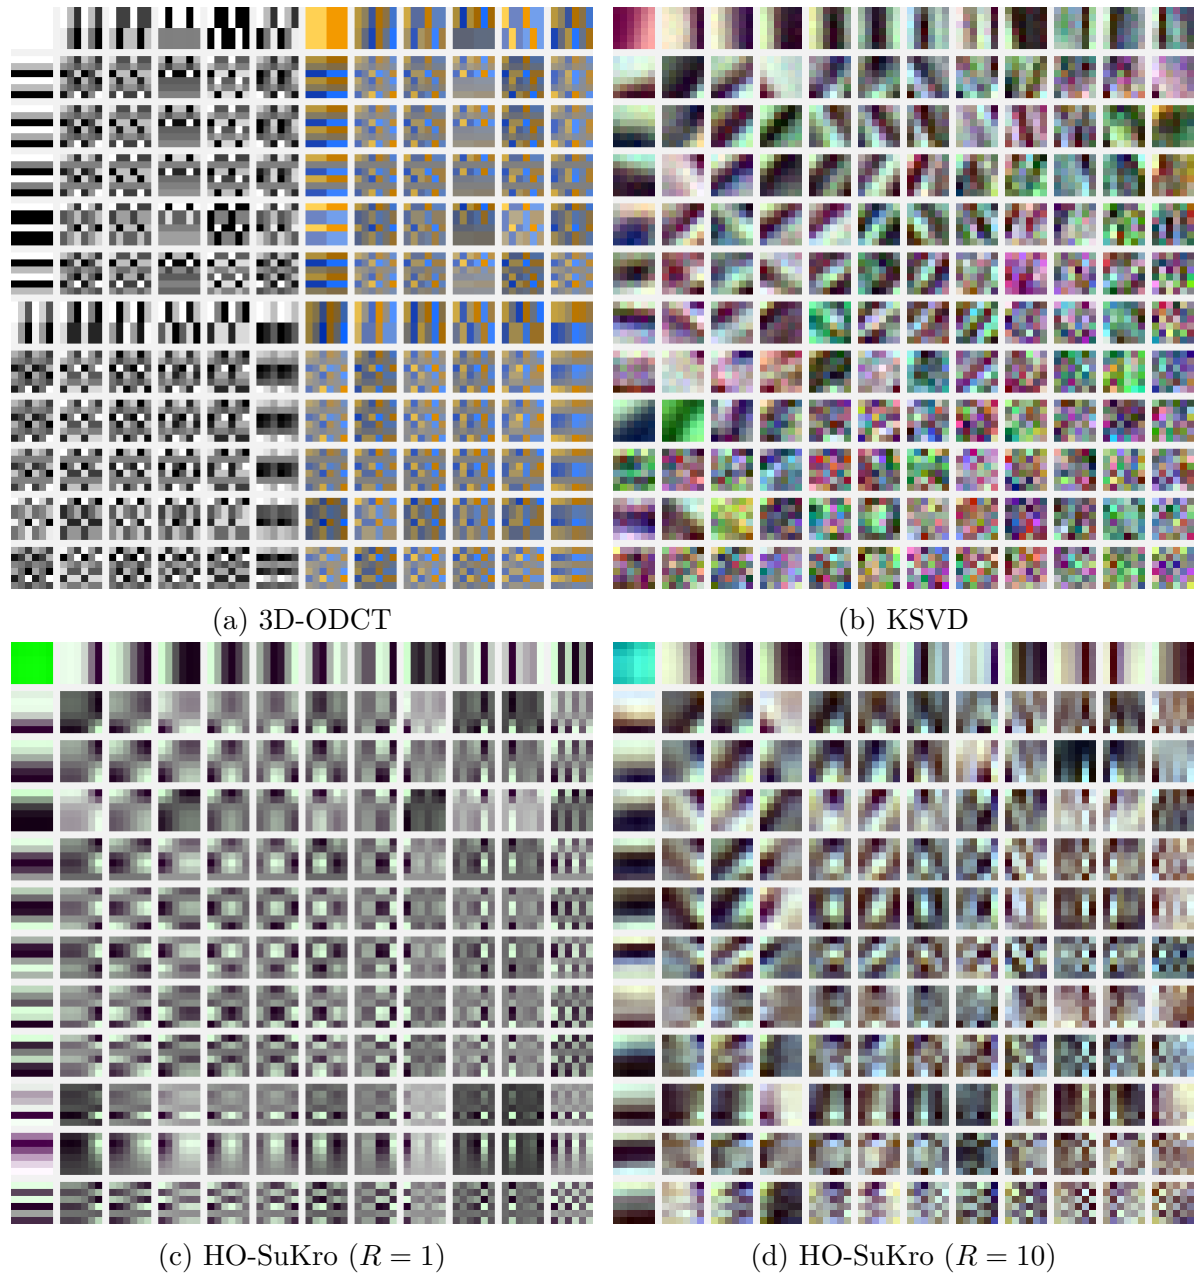 (a) 3D-ODCT
(b) KSVD
(c) HO-SuKro (R = 1)
(d) HO-SuKro (R = 10)